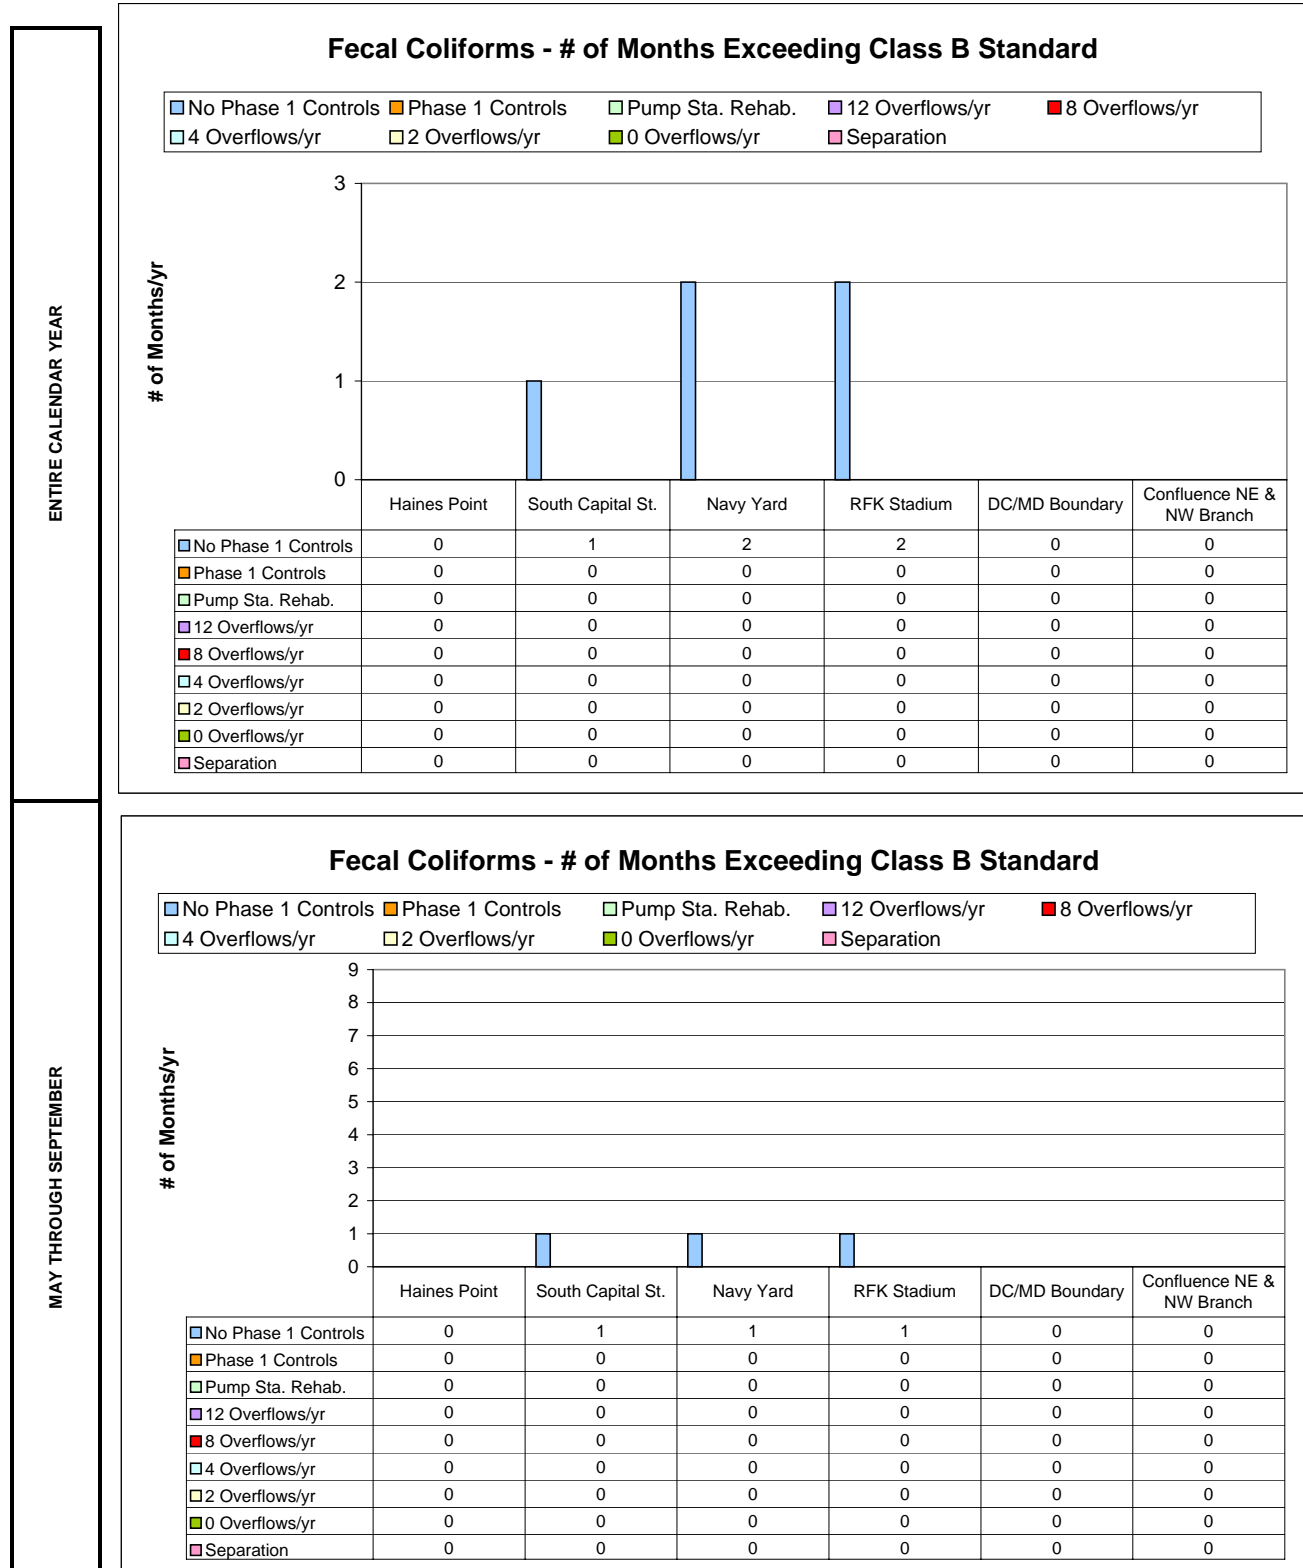 ENTIRE CALENDAR YEAR
Fecal Coliforms - # of Months Exceeding Class B Standard
No Phase 1 Controls Phase 1 Controls Pump Sta. Rehab. 12 Overflows/yr 8 Overflows/yr
4 Overflows/yr 2 Overflows/yr 0 Overflows/yr Separation
# of Months/yr
3
2
1
0
Haines Point South Capital St. Navy Yard RFK Stadium DC/MD Boundary Confluence NE &
NW Branch
No Phase 1 Controls 0 1 2 2 0 0
Phase 1 Controls 0 0 0 0 0 0
Pump Sta. Rehab. 0 0 0 0 0 0
12 Overflows/yr 0 0 0 0 0 0
8 Overflows/yr 0 0 0 0 0 0
4 Overflows/yr 0 0 0 0 0 0
2 Overflows/yr 0 0 0 0 0 0
0 Overflows/yr 0 0 0 0 0 0
Separation 0 0 0 0 0 0
MAY THROUGH SEPTEMBER
Fecal Coliforms - # of Months Exceeding Class B Standard
No Phase 1 Controls Phase 1 Controls Pump Sta. Rehab. 12 Overflows/yr 8 Overflows/yr
4 Overflows/yr 2 Overflows/yr 0 Overflows/yr Separation
# of Months/yr
9
8
7
6
5
4
3
2
1
0
Haines Point South Capital St. Navy Yard RFK Stadium DC/MD Boundary Confluence NE &
NW Branch
No Phase 1 Controls 0 1 1 1 0 0
Phase 1 Controls 0 0 0 0 0 0
Pump Sta. Rehab. 0 0 0 0 0 0
12 Overflows/yr 0 0 0 0 0 0
8 Overflows/yr 0 0 0 0 0 0
4 Overflows/yr 0 0 0 0 0 0
2 Overflows/yr 0 0 0 0 0 0
0 Overflows/yr 0 0 0 0 0 0
Separation 0 0 0 0 0 0